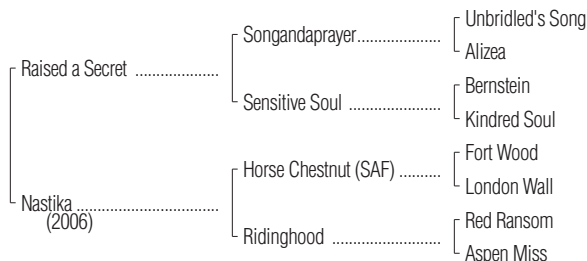 Unbridled's Song
Songandaprayer....................
Alizea
Raised a Secret ....................
Bernstein
Sensitive Soul ......................
Kindred Soul
Fort Wood
Horse Chestnut (SAF) ..........
London Wall
Nastika ...................................
(2006)
Red Ransom
Ridinghood ...........................
Aspen Miss